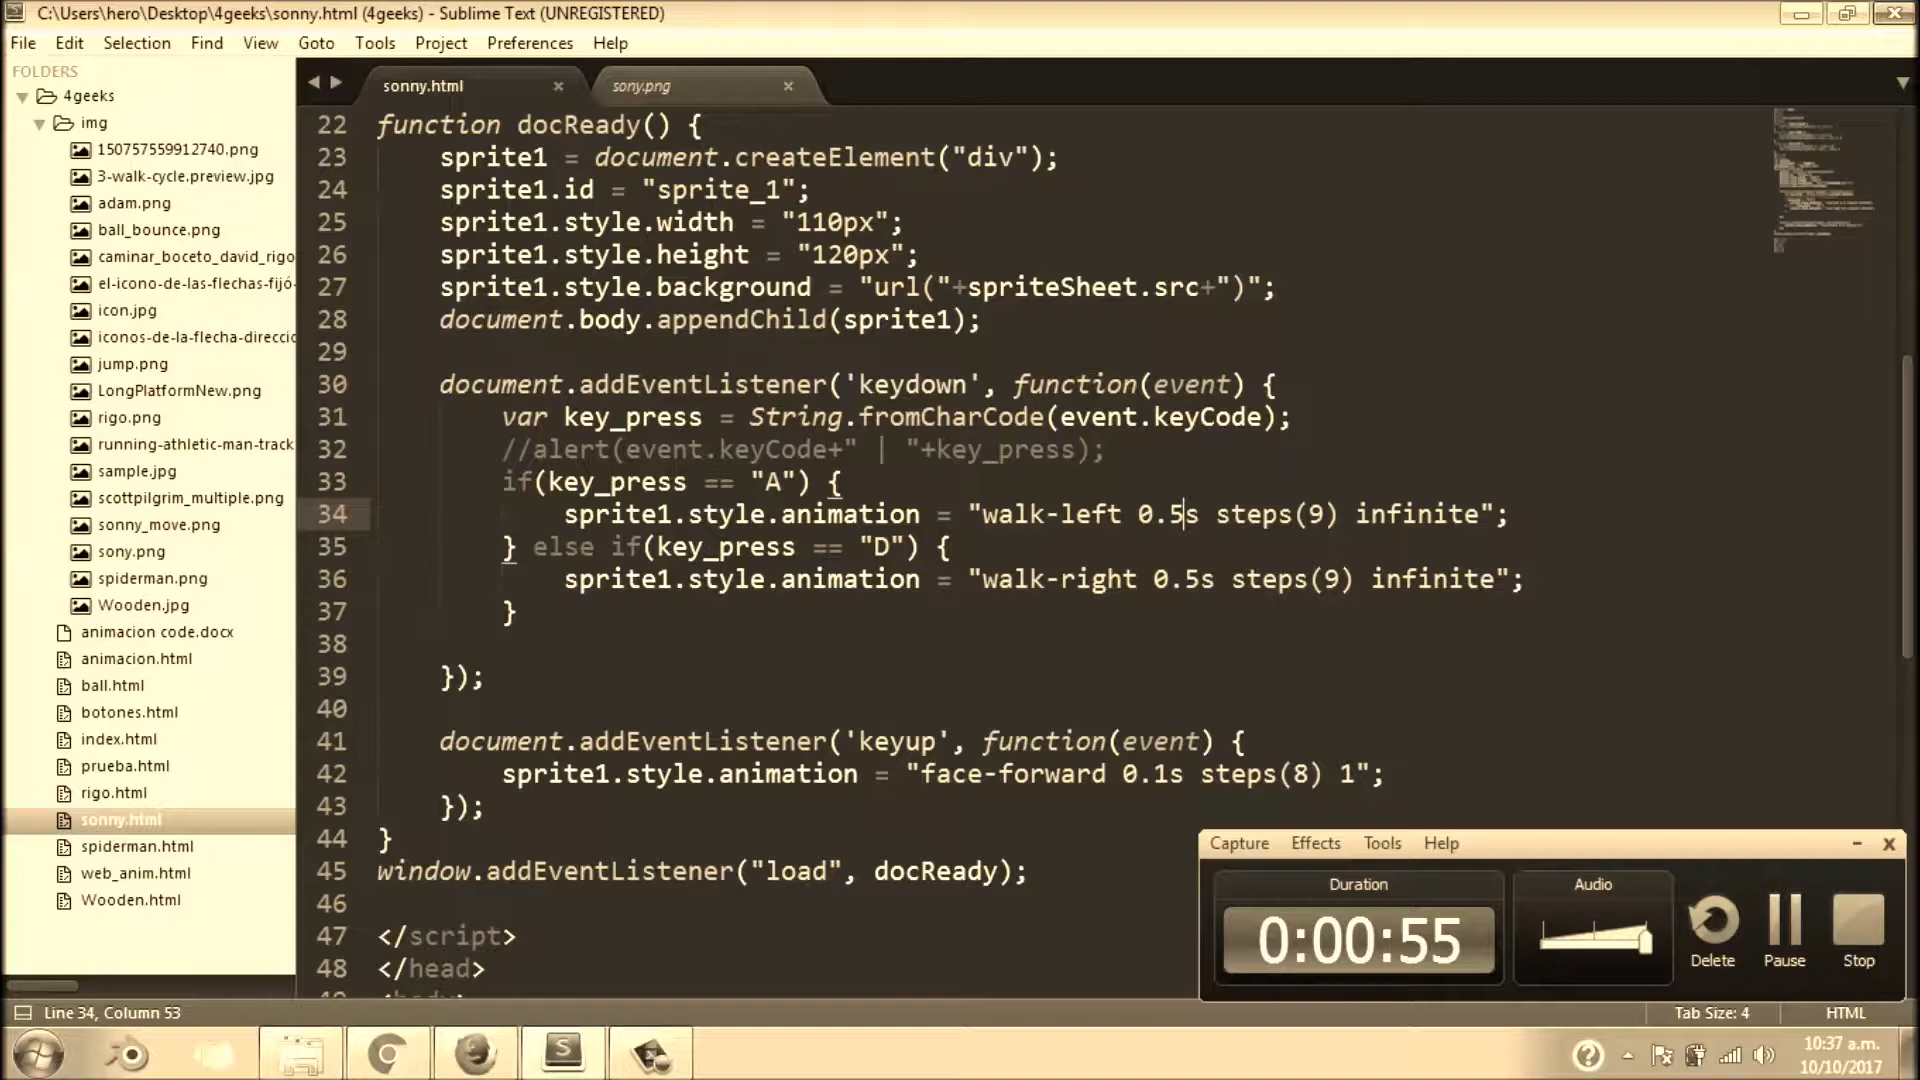 C:\Users\hero\Desktop\4geeks\sonny.html (4geeks) - Sublime Text (UNREGISTERED)
File Edit Selection Find View Goto Tools Project Preferences Help
FOLDERS
4geeks
img
150757559912740.png
3-walk-cycle.preview.jpg
adam.png
ball_bounce.png
caminar_boceto_david_rigo
el-icono-de-las-flechas-fijó-
icon.jpg
iconos-de-la-flecha-direccic
jump.png
LongPlatformNew.png
rigo.png
running-athletic-man-track
sample.jpg
scottpilgrim_multiple.png
sonny_move.png
sony.png
spiderman.png
Wooden.jpg
animacion code.docx
animacion.html
ball.html
botones.html
index.html
prueba.html
rigo.html
sonny.html
spiderman.html
web_anim.html
Wooden.html
sonny.html
sony.png
22 function docReady() {
23 sprite1 = document.createElement("div");
24 sprite1.id = "sprite_1";
25 sprite1.style.width = "110px";
26 sprite1.style.height = "120px";
27 sprite1.style.background = "url("+spriteSheet.src+")";
28 document.body.appendChild(sprite1);
29
30 document.addEventListener('keydown', function(event) {
31 var key_press = String.fromCharCode(event.keyCode);
32 //alert(event.keyCode+" | "+key_press);
33 if(key_press == "A") {
34 sprite1.style.animation = "walk-left 0.5s steps(9) infinite";
35 } else if(key_press == "D") {
36 sprite1.style.animation = "walk-right 0.5s steps(9) infinite";
37 }
38
39 });
40
41 document.addEventListener('keyup', function(event) {
42 sprite1.style.animation = "face-forward 0.1s steps(8) 1";
43 });
44 }
45 window.addEventListener("load", docReady);
46
47 </script>
48 </head>
Capture Effects Tools Help
Duration
0:00:55
Audio
Delete Pause Stop
Line 34, Column 53
Tab Size: 4
HTML
10:37 a.m.
10/10/2017